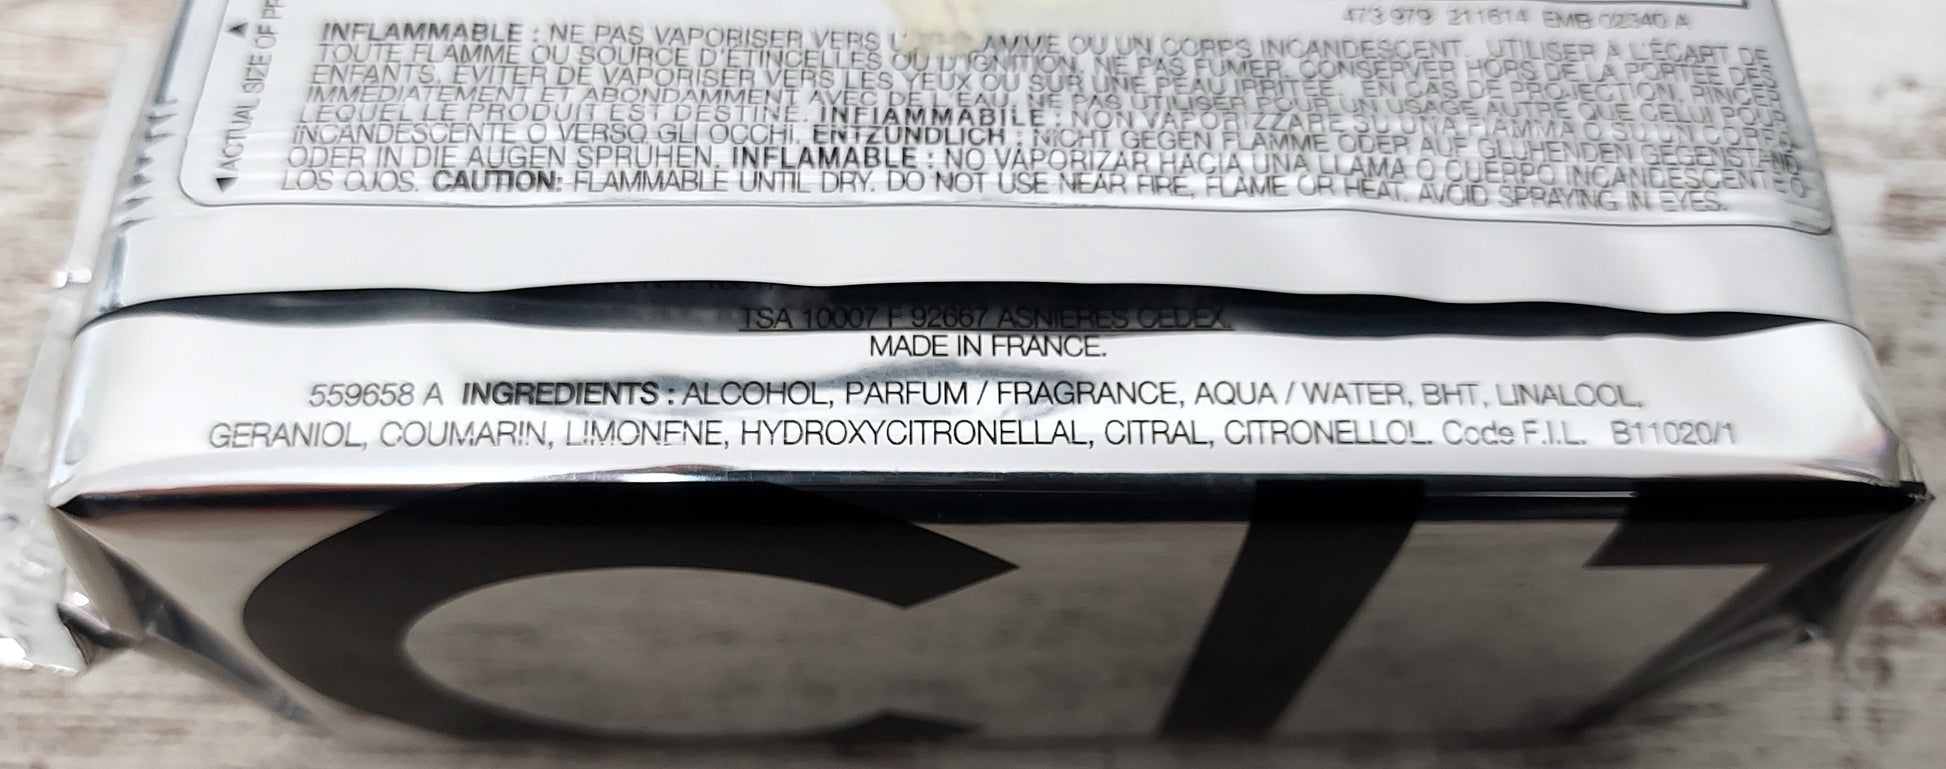 473 979 211614 EMB 02340 A
ACTUAL SIZE OF PR
INFLAMMABLE : NE PAS VAPORISER VERS UNE FLAMME OU UN CORPS INCANDESCENT. UTILISER A L'ÉCART DE
TOUTE FLAMME OU SOURCE D'ETINCELLES OU D'IGNITION. NE PAS FUMER. CONSERVER HORS DE LA PORTÉE DES
ENFANTS. EVITER DE VAPORISER VERS LES YEUX OU SUR UNE PEAU IRRITÉE. EN CAS DE PROJECTION, RINCER
IMMÉDIATEMENT ET ABONDAMMENT AVEC DE L'EAU. NE PAS UTILISER POUR UN USAGE AUTRE QUE CELUI POUR
LEQUEL LE PRODUIT EST DESTINE. INFIAMMABILE : NON VAPORIZZARE SU UNA FIAMMA O SU UN CORPO
INCANDESCENTE O VERSO GLI OCCHI. ENTZÜNDLICH : NICHT GEGEN FLAMME ODER AUF GLUHENDEN GEGENSTAND
ODER IN DIE AUGEN SPRUHEN. INFLAMABLE : NO VAPORIZAR HACIA UNA LLAMA O CUERPO INCANDESCENTE O
LOS OJOS. CAUTION: FLAMMABLE UNTIL DRY. DO NOT USE NEAR FIRE, FLAME OR HEAT. AVOID SPRAYING IN EYES.
TSA 10007 F 92667 ASNIERES CEDEX.
MADE IN FRANCE.
559658 A INGREDIENTS : ALCOHOL, PARFUM / FRAGRANCE, AQUA / WATER, BHT, LINALOOL,
GERANIOL, COUMARIN, LIMONENE, HYDROXYCITRONELLAL, CITRAL, CITRONELLOL. Code F.I.L. B11020/1